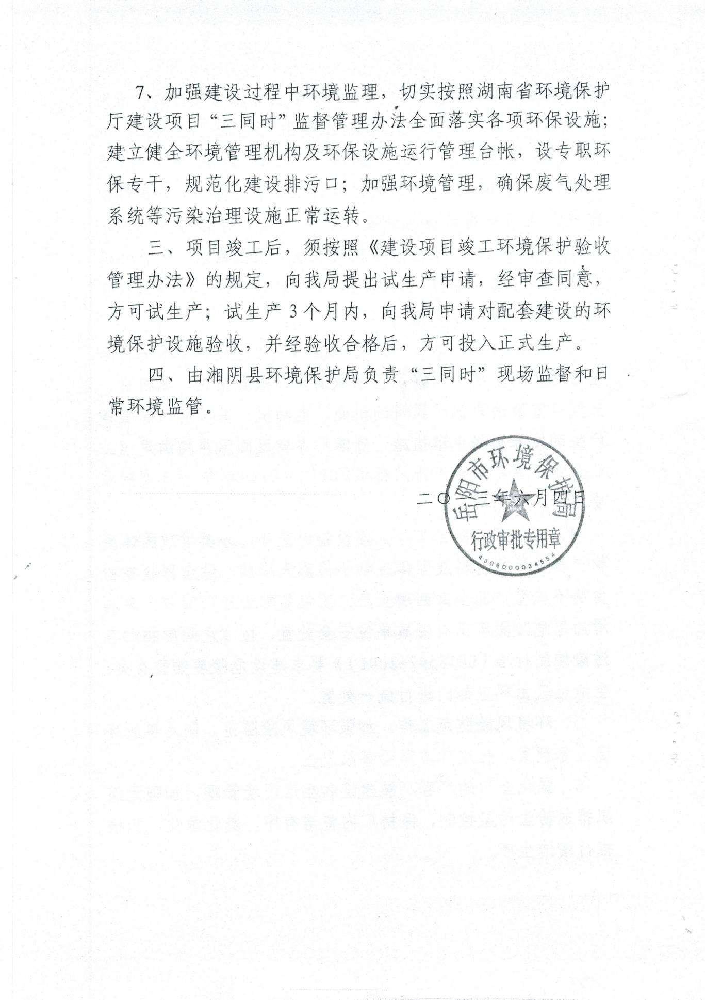 7、加强建设过程中环境监理，切实按照湖南省环境保护
厅建设项目“三同时”监督管理办法全面落实各项环保设施；
建立健全环境管理机构及环保设施运行管理台帐，设专职环
保专干，规范化建设排污口；加强环境管理，确保废气处理
系统等污染治理设施正常运转。
三、项目竣工后，须按照《建设项目竣工环境保护验收
管理办法》的规定，向我局提出试生产申请，经审查同意，
方可试生产；试生产 3 个月内，向我局申请对配套建设的环
境保护设施验收，并经验收合格后，方可投入正式生产。
四、由湘阴县环境保护局负责“三同时”现场监督和日
常环境监管。
岳阳市环境保护局
二〇一三年六月四日
行政审批专用章
4306000034554